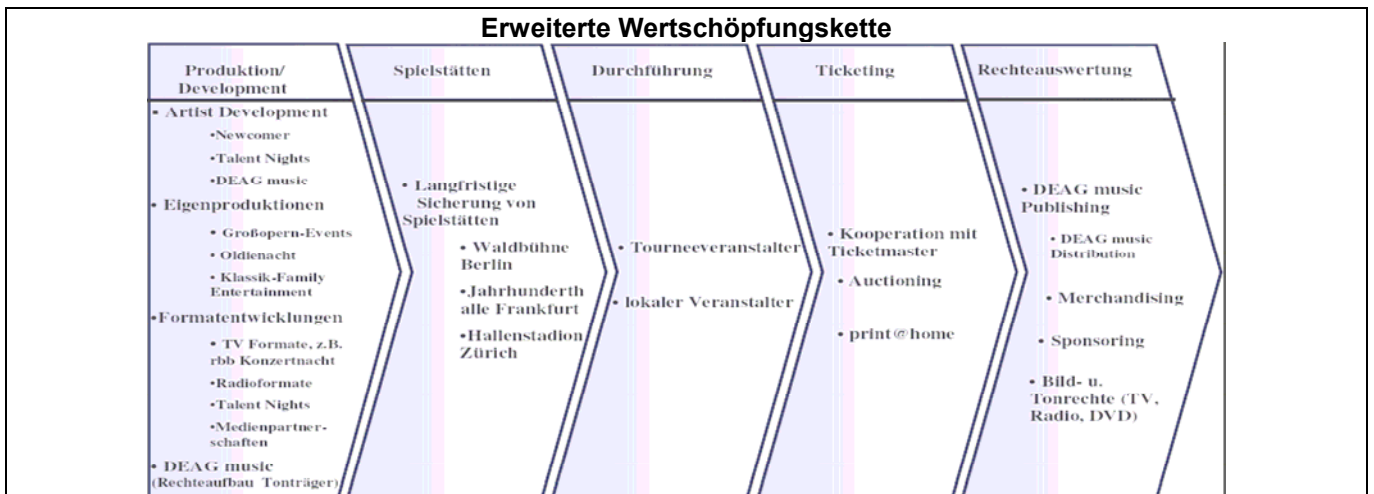 Erweiterte Wertschöpfungskette
Produktion/
Development
• Artist Development
•Newcomer
•Talent Nights
•DEAG music
• Eigenproduktionen
• Großopern-Events
• Oldienacht
• Klassik-Family
Entertainment
•Formatentwicklungen
• TV Formate, z.B.
rbb Konzertnacht
•Radioformate
•Talent Nights
•Medienpartner-
schaften
• DEAG music
(Rechteaufbau Tonträger)
Spielstätten
• Langfristige
Sicherung von
Spielstätten
• Waldbühne
Berlin
•Jahrhunderth
alle Frankfurt
•Hallenstadion
Zürich
Durchführung
• Tourneeveranstalter
• lokaler Veranstalter
Ticketing
• Kooperation mit
Ticketmaster
• Auctioning
• print@home
Rechteauswertung
• DEAG music
Publishing
• DEAG music
Distribution
• Merchandising
• Sponsoring
• Bild- u.
Tonrechte (TV,
Radio, DVD)